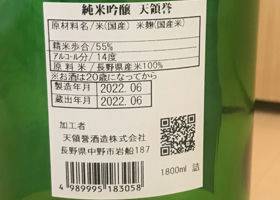 純米吟醸 天領誉
原材料名/米(国産) 米麹(国産米)
精米歩合/55%
アルコール分/14度
原料米/長野県産米100%
※お酒は20歳になってから
製造年月 2022.06
蔵出年月 2022.06
加工者
天領誉酒造株式会社
長野県中野市岩船187
4989995183058
1800ml 詰